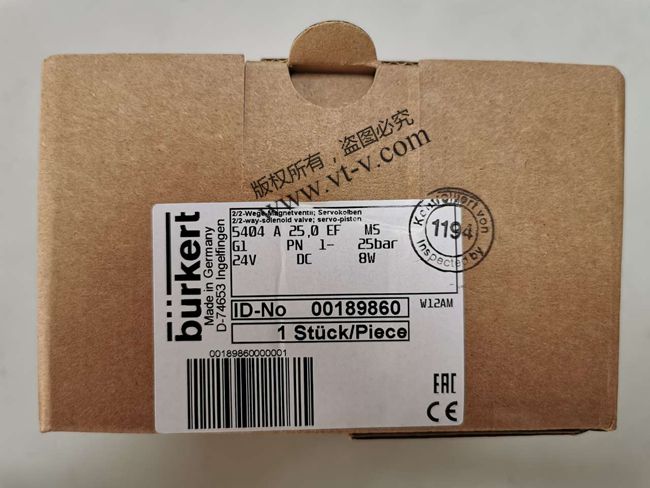 版权所有，盗图必究
www.vt-v.com
bürkert
Made in Germany
D-74653 Ingelfingen
2/2-Wege-Magnetventil; Servokolben
2/2-way-solenoid valve; servo-piston
5404 A 25,0 EF MS
G1 PN 1- 25bar
24V DC 8W
W12AM
ID-No 00189860
1 Stück/Piece
00189860000001
EAC
CE
Kontrolliert von
1194
Inspected by